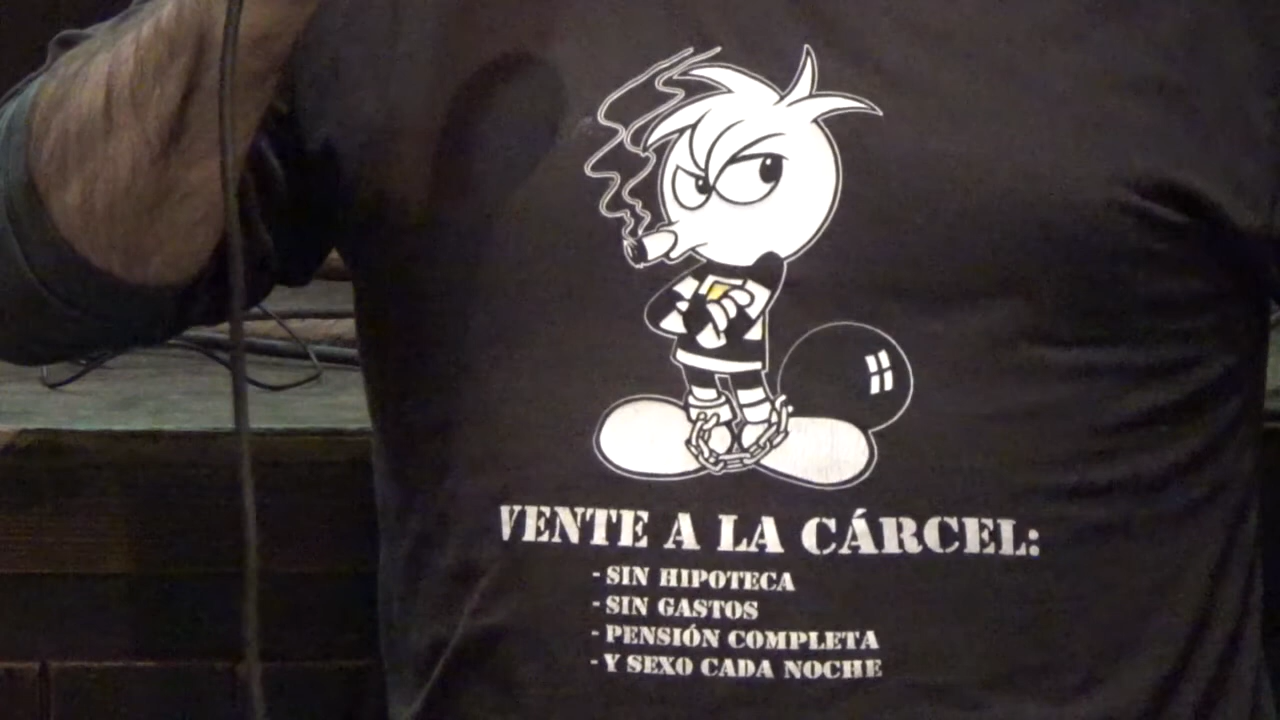 VENTE A LA CÁRCEL:
- SIN HIPOTECA
- SIN GASTOS
- PENSIÓN COMPLETA
- Y SEXO CADA NOCHE